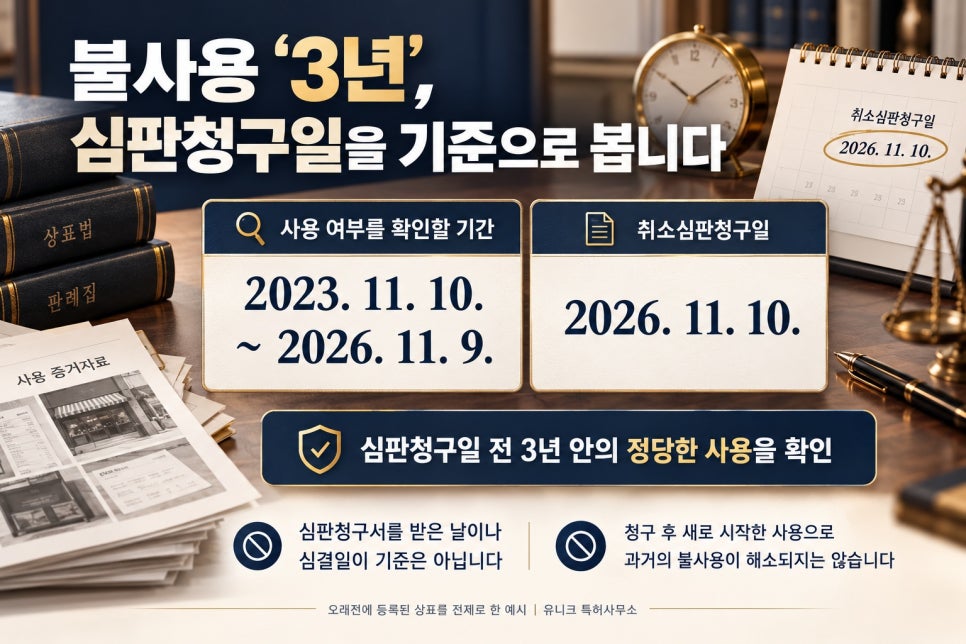 불사용 ‘3년’,
심판청구일을 기준으로 봅니다
취소심판청구일
2026. 11. 10.
상표법
판례집
사용 증거자료
사용 여부를 확인할 기간
2023. 11. 10.
~ 2026. 11. 9.
취소심판청구일
2026. 11. 10.
심판청구일 전 3년 안의 정당한 사용을 확인
심판청구서를 받은 날이나
심결일이 기준은 아닙니다
청구 후 새로 시작한 사용으로
과거의 불사용이 해소되지는 않습니다
오래전에 등록된 상표를 전제로 한 예시 | 유니크 특허사무소